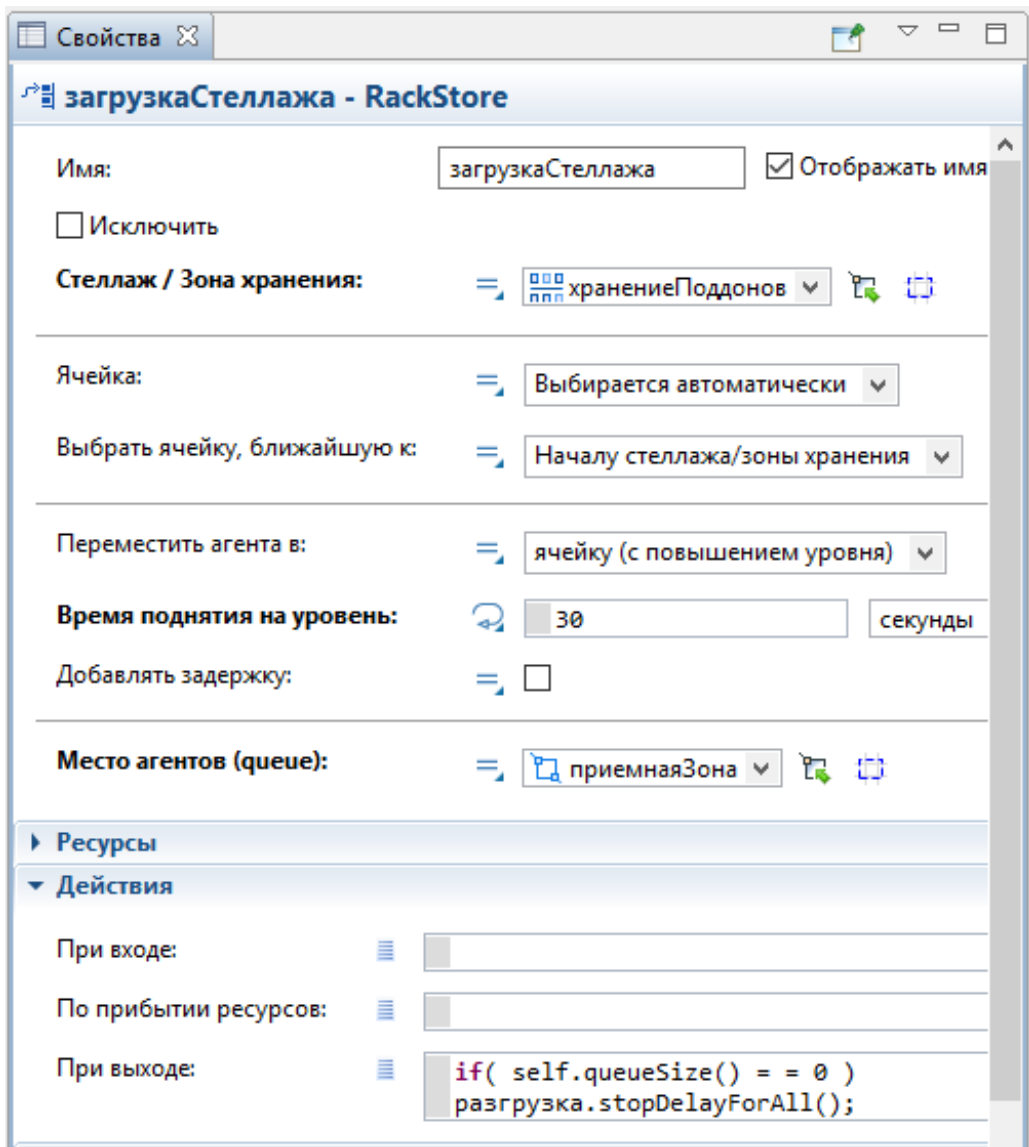 Свойства
загрузкаСтеллажа - RackStore
Имя: загрузкаСтеллажа Отображать имя
Исключить
Стеллаж / Зона хранения: хранениеПоддонов
Ячейка: Выбирается автоматически
Выбрать ячейку, ближайшую к: Началу стеллажа/зоны хранения
Переместить агента в: ячейку (с повышением уровня)
Время поднятия на уровень: 30 секунды
Добавлять задержку:
Место агентов (queue): приемнаяЗона
Ресурсы
Действия
При входе:
По прибытии ресурсов:
При выходе: if( self.queueSize() = = 0 )
разгрузка.stopDelayForAll();